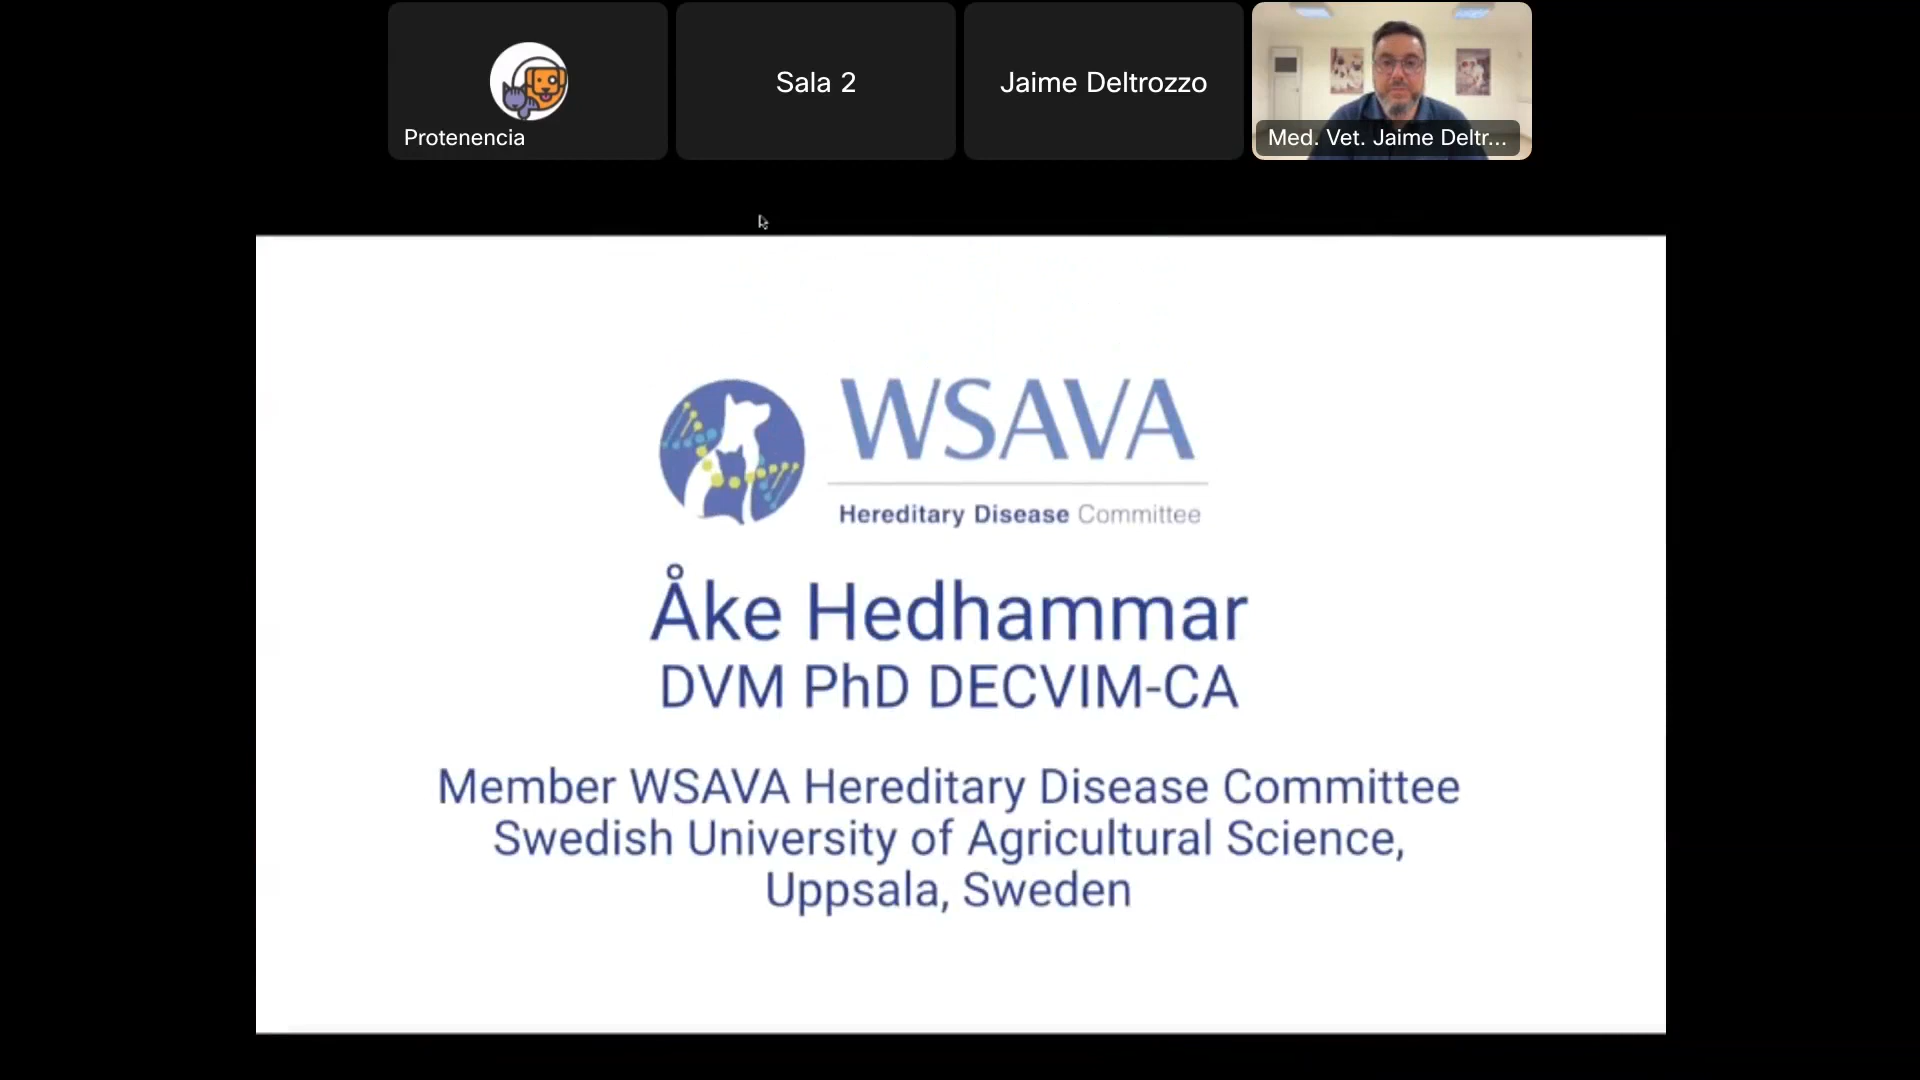 Protenencia
Sala 2
Jaime Deltrozzo
Med. Vet. Jaime Deltr...
WSAVA
Hereditary Disease Committee
Åke Hedhammar
DVM PhD DECVIM-CA
Member WSAVA Hereditary Disease Committee
Swedish University of Agricultural Science,
Uppsala, Sweden